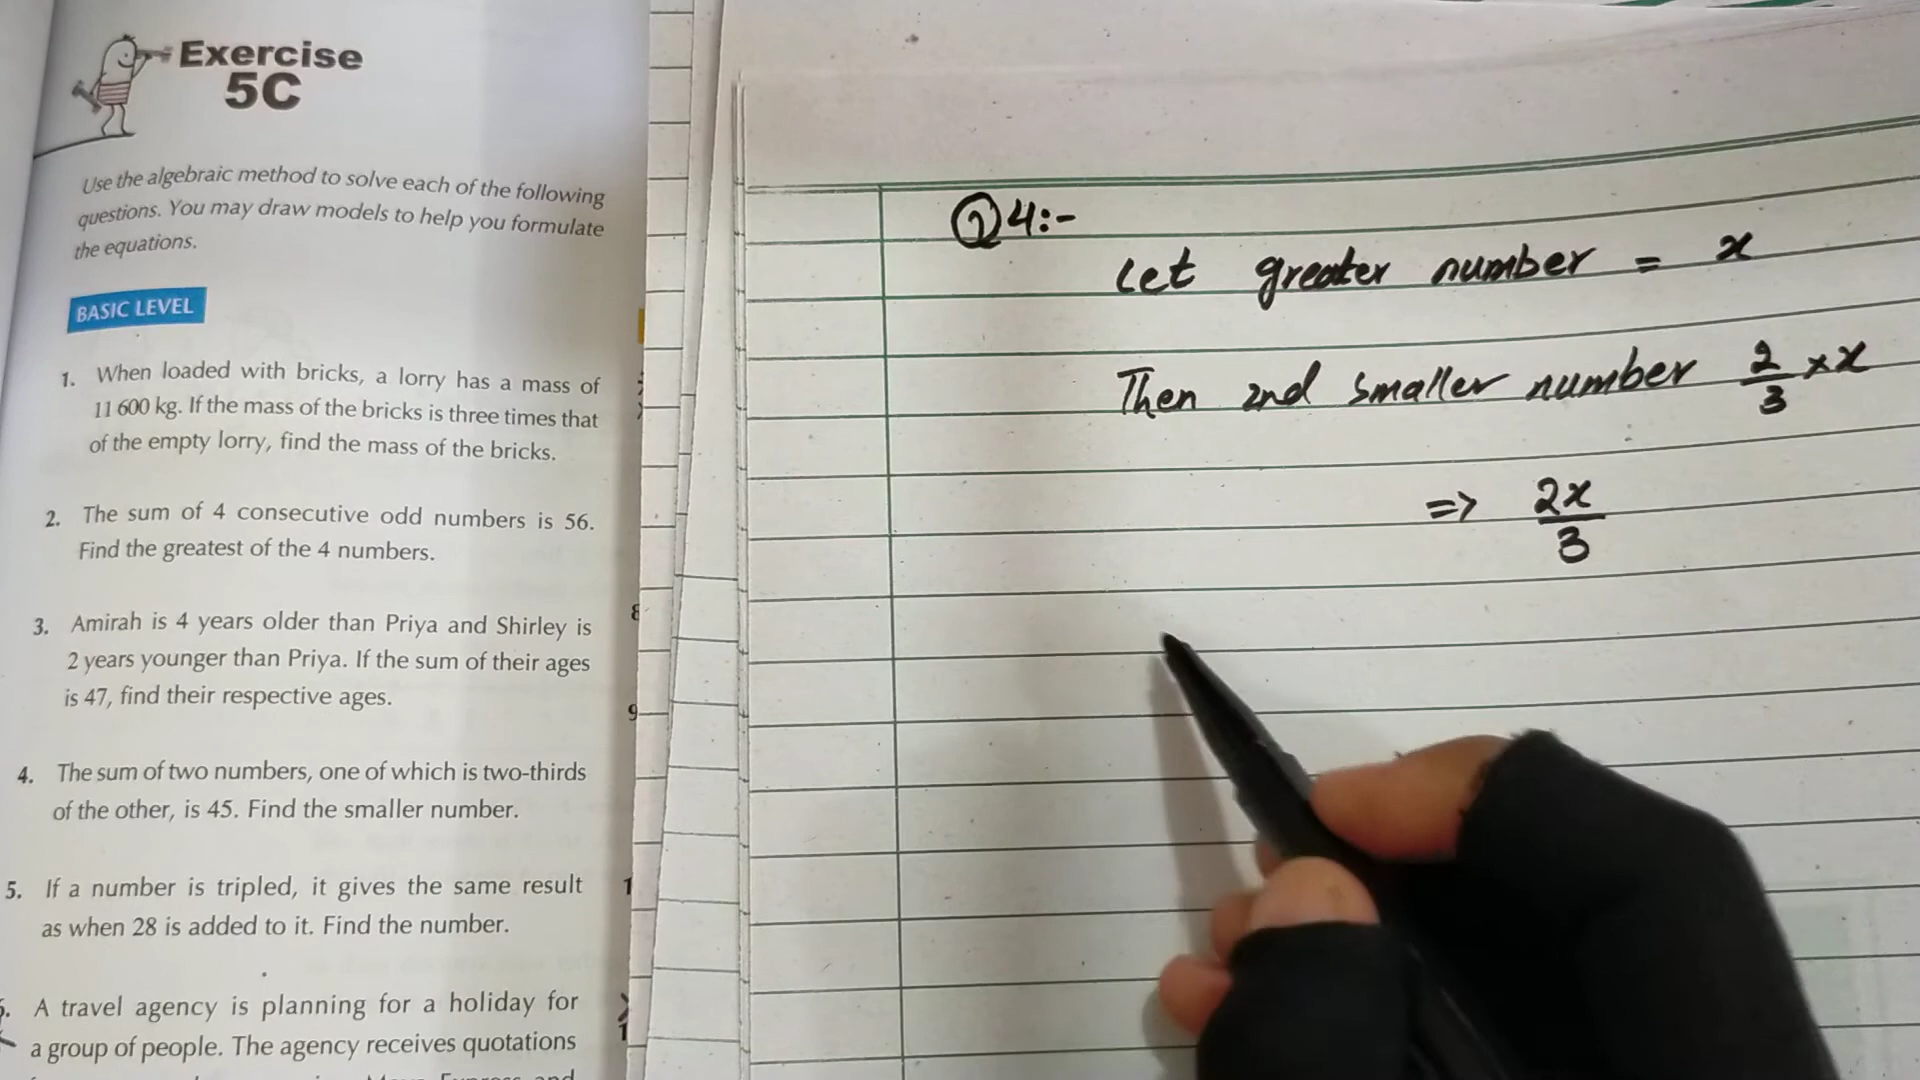 Exercise
5C
Use the algebraic method to solve each of the following
questions. You may draw models to help you formulate
the equations.
BASIC LEVEL
1. When loaded with bricks, a lorry has a mass of
11 600 kg. If the mass of the bricks is three times that
of the empty lorry, find the mass of the bricks.
2. The sum of 4 consecutive odd numbers is 56.
Find the greatest of the 4 numbers.
3. Amirah is 4 years older than Priya and Shirley is
2 years younger than Priya. If the sum of their ages
is 47, find their respective ages.
4. The sum of two numbers, one of which is two-thirds
of the other, is 45. Find the smaller number.
5. If a number is tripled, it gives the same result
as when 28 is added to it. Find the number.
A travel agency is planning for a holiday for
a group of people. The agency receives quotations
8
9
1
1
Q4:-
Let greater number = x
Then 2nd smaller number 2/3 × x
=> 2x/3